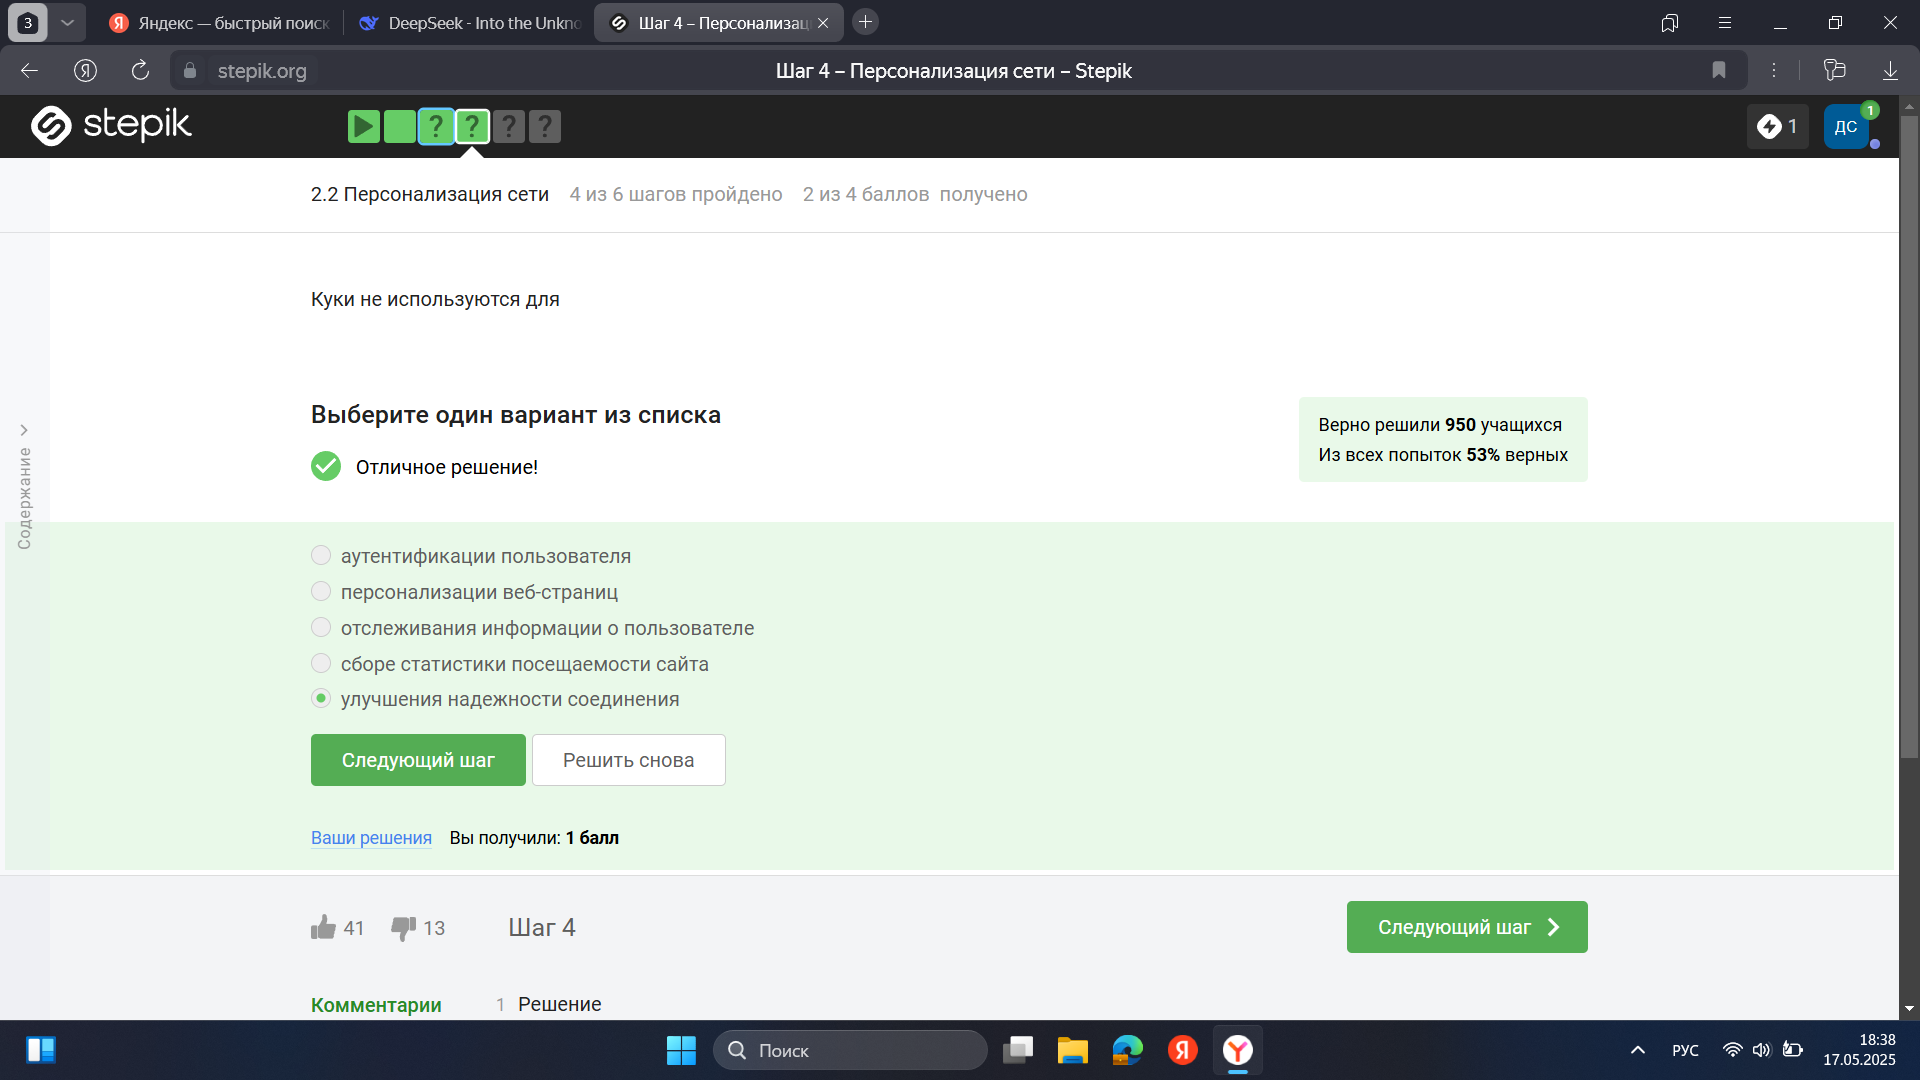 3
Яндекс — быстрый поиск
DeepSeek - Into the Unkno
Шаг 4 – Персонализац
stepik.org
Шаг 4 – Персонализация сети – Stepik
stepik
? ? ? ?
1
ДС
1
2.2 Персонализация сети 4 из 6 шагов пройдено 2 из 4 баллов получено
Содержание
Куки не используются для
Выберите один вариант из списка
Отличное решение!
Верно решили 950 учащихся
Из всех попыток 53% верных
аутентификации пользователя
персонализации веб-страниц
отслеживания информации о пользователе
сборе статистики посещаемости сайта
улучшения надежности соединения
Следующий шаг
Решить снова
Ваши решения Вы получили: 1 балл
41 13 Шаг 4
Следующий шаг
Комментарии 1 Решение
Поиск
РУС
18:38
17.05.2025